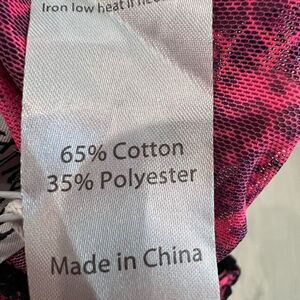 Iron low heat if
65% Cotton
35% Polyester
Made in China